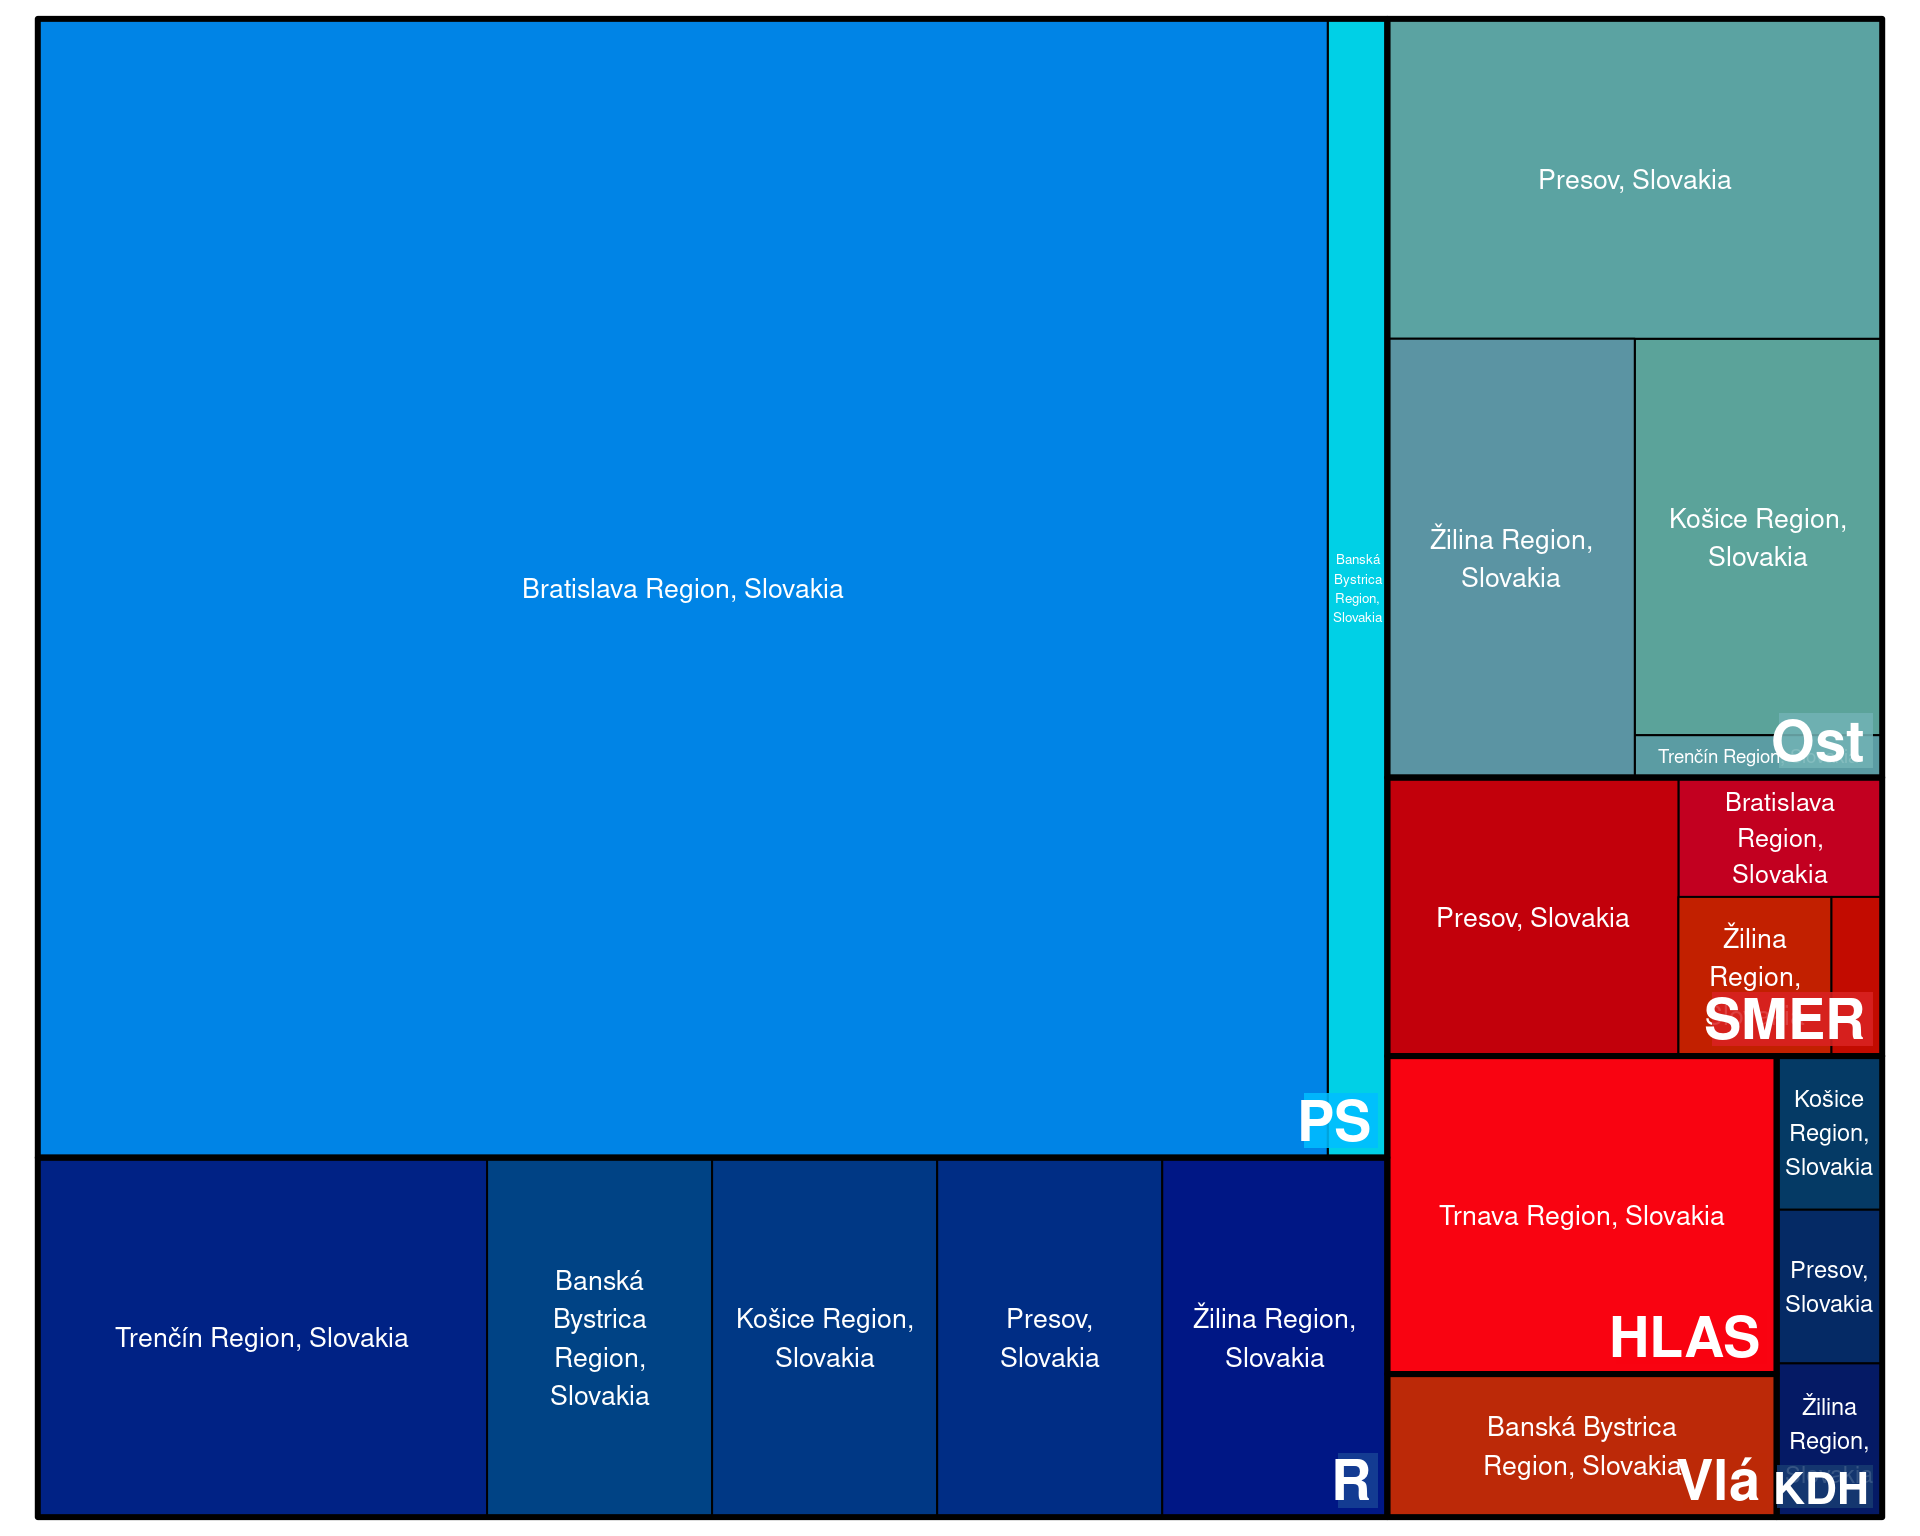 Bratislava Region, Slovakia
Banská
Bystrica
Region,
Slovakia
PS
Trenčín Region, Slovakia
Banská
Bystrica
Region,
Slovakia
Košice Region,
Slovakia
Presov,
Slovakia
Žilina Region,
Slovakia
R
Presov, Slovakia
Žilina Region,
Slovakia
Košice Region,
Slovakia
Trenčín Region
Ost
Presov, Slovakia
Bratislava
Region,
Slovakia
Žilina
Region,
SMER
Trnava Region, Slovakia
HLAS
Banská Bystrica
Region, Slovakia
Vlá
Košice
Region,
Slovakia
Presov,
Slovakia
Žilina
Region,
KDH